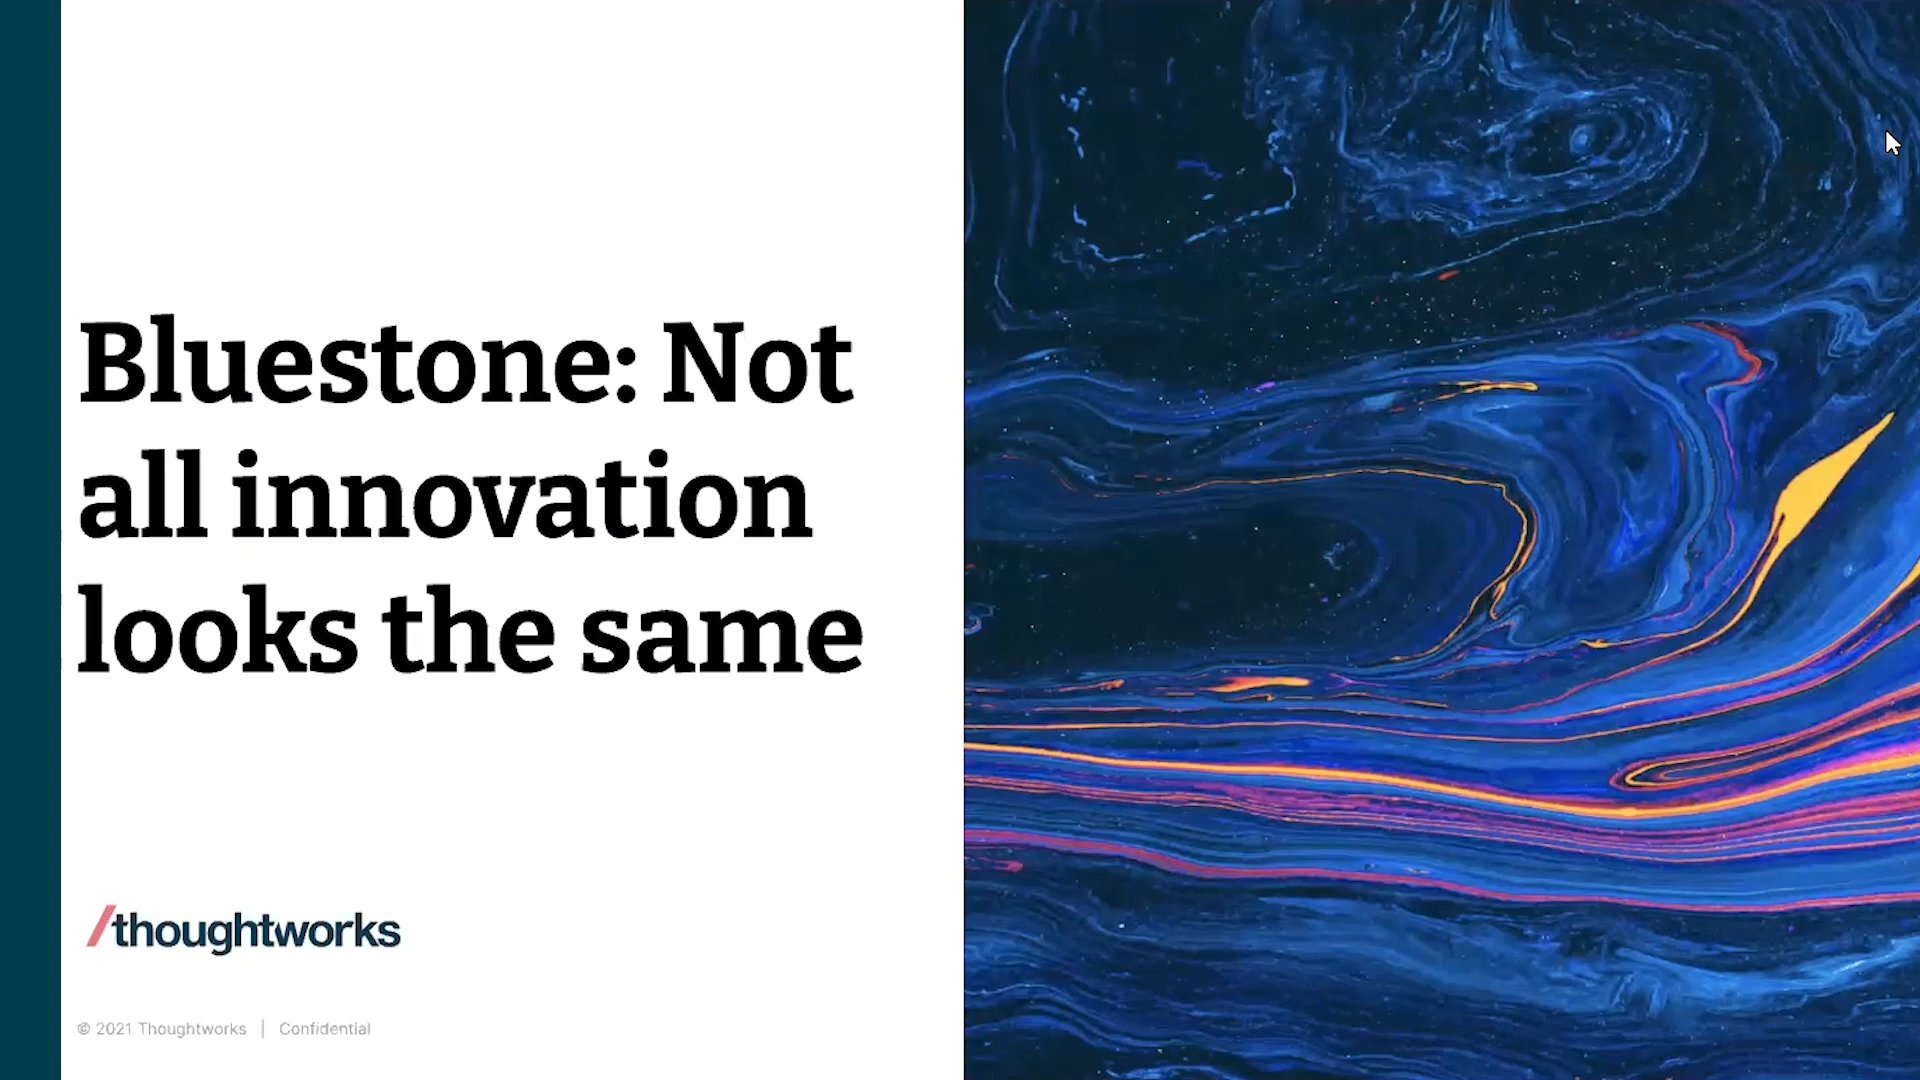 Bluestone: Not
all innovation
looks the same
/thoughtworks
© 2021 Thoughtworks | Confidential